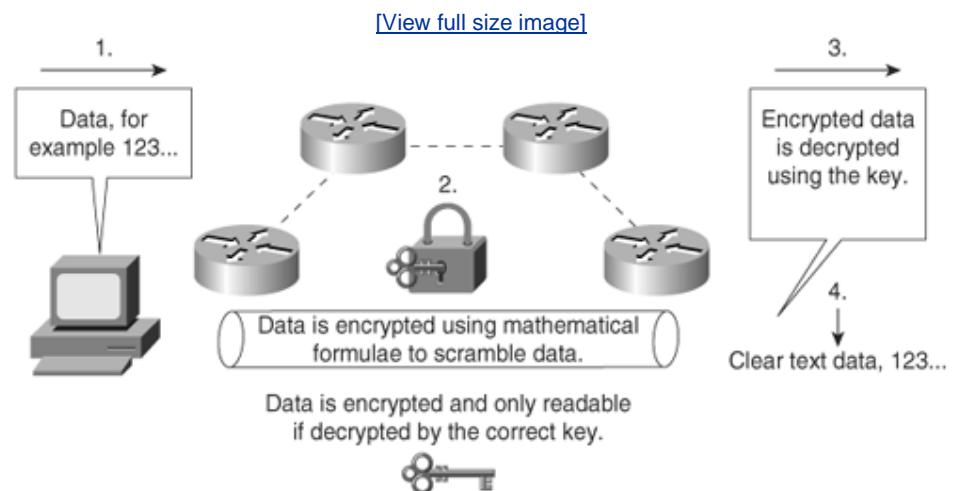 [View full size image]
1.
Data, for
example 123...
2.
3.
Encrypted data
is decrypted
using the key.
4.
Clear text data, 123...
Data is encrypted using mathematical
formulae to scramble data.
Data is encrypted and only readable
if decrypted by the correct key.